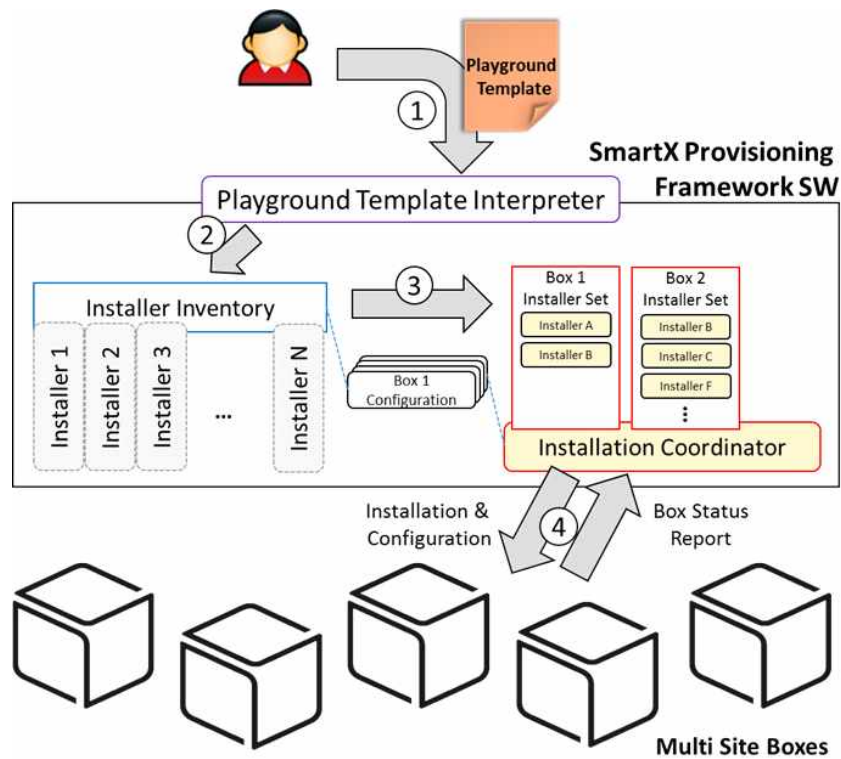 Playground
Template
1
SmartX Provisioning
Framework SW
Playground Template Interpreter
2
Installer Inventory
3
Installer 1
Installer 2
Installer 3
...
Installer N
Box 1
Configuration
Box 1
Installer Set
Installer A
Installer B
Box 2
Installer Set
Installer B
Installer C
Installer F
Installation Coordinator
Installation &
Configuration
4
Box Status
Report
Multi Site Boxes